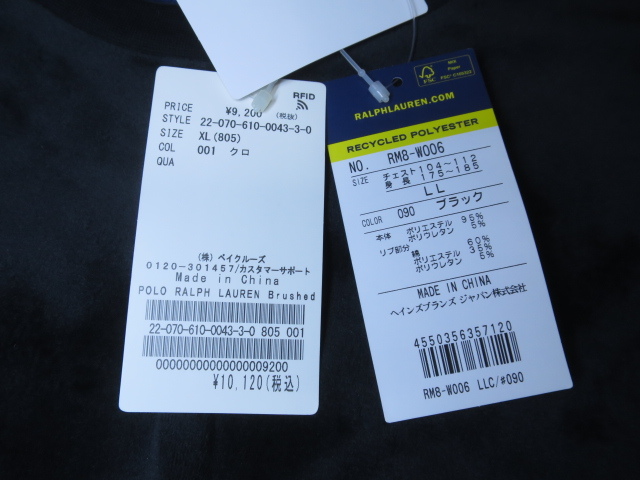 RFID
PRICE ¥9,200 (税抜)
STYLE 22-070-610-0043-3-0
SIZE XL(805)
COL 001 クロ
QUA
(株) ベイクルーズ
0120-301457/カスタマーサポート
Made in China
POLO RALPH LAUREN Brushed
22-070-610-0043-3-0 805 001
00000000000000009200
¥10,120(税込)
MIX
Paper
FSC
RALPHLAUREN.COM
RECYCLED POLYESTER
NO. RM8-W006
SIZE チェスト 104~112
身長 175~185
LL
COLOR 090 ブラック
本体 ポリエステル 95%
ポリウレタン 5%
リブ部分 綿 60%
ポリエステル 35%
ポリウレタン 5%
MADE IN CHINA
ヘインズブランズ ジャパン株式会社
4550356357120
RM8-W006 LLC/#090